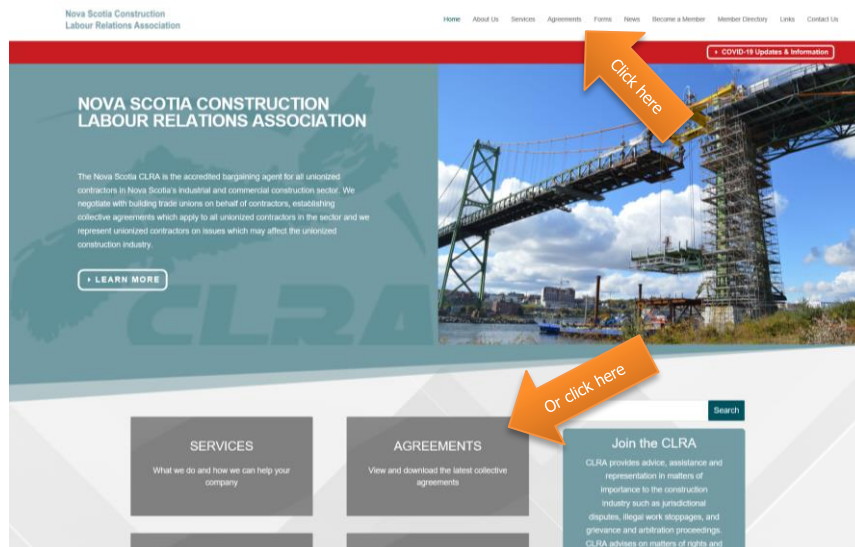 Nova Scotia Construction
Labour Relations Association
Home About Us Services Agreements Forms News Become a Member Member Directory Links Contact Us
COVID-19 Updates & Information
Click here
NOVA SCOTIA CONSTRUCTION
LABOUR RELATIONS ASSOCIATION
The Nova Scotia CLRA is the accredited bargaining agent for all unionized
contractors in Nova Scotia's industrial and commercial construction sector. We
negotiate with building trade unions on behalf of contractors, establishing
collective agreements which apply to all unionized contractors in the sector and we
represent unionized contractors on issues which may affect the unionized
construction industry.
LEARN MORE
CLRA
Or click here
Search
SERVICES
What we do and how we can help your
company
AGREEMENTS
View and download the latest collective
agreements
Join the CLRA
CLRA provides advice, assistance and
representation in matters of
importance to the construction
industry such as jurisdictional
disputes, illegal work stoppages, and
grievance and arbitration proceedings.
CLRA advises on matters of rights and